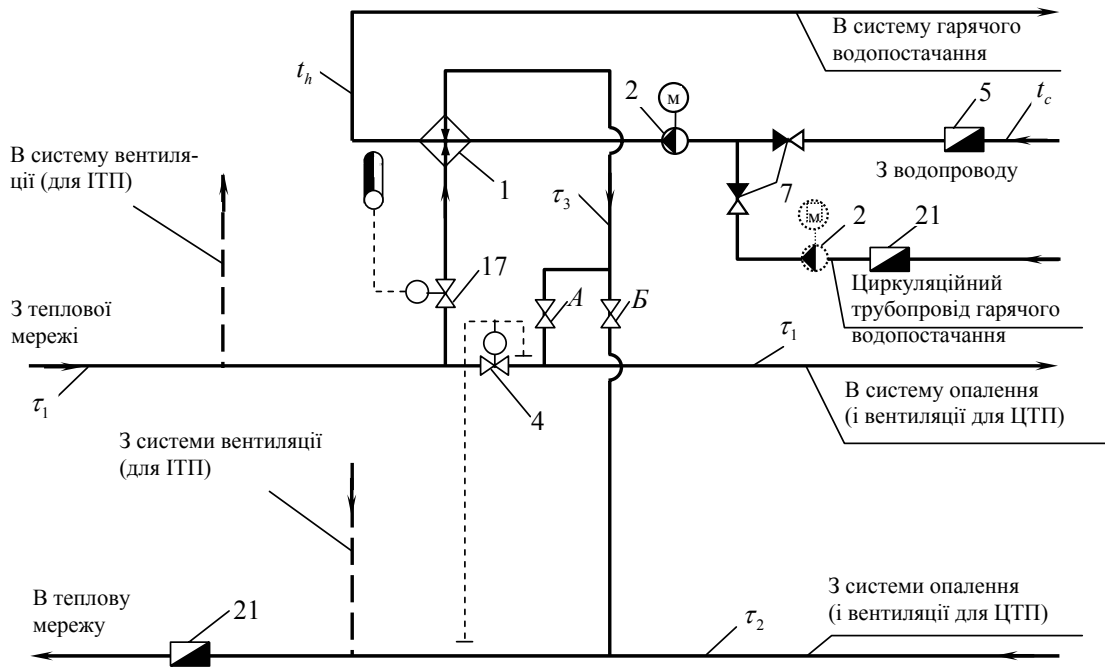 В систему гарячого
водопостачання
t_h
2
м
5
t_c
В систему вентиля-
ції (для ІТП)
1
З водопроводу
7
τ_3
м
2
21
17
А
Б
Циркуляційний
трубопровід гарячого
водопостачання
З теплової
мережі
τ_1
τ_1
4
В систему опалення
(і вентиляції для ЦТП)
З системи вентиляції
(для ІТП)
В теплову
мережу
21
τ_2
З системи опалення
(і вентиляції для ЦТП)